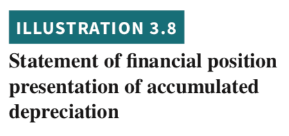 ILLUSTRATION 3.8
Statement of financial position
presentation of accumulated
depreciation